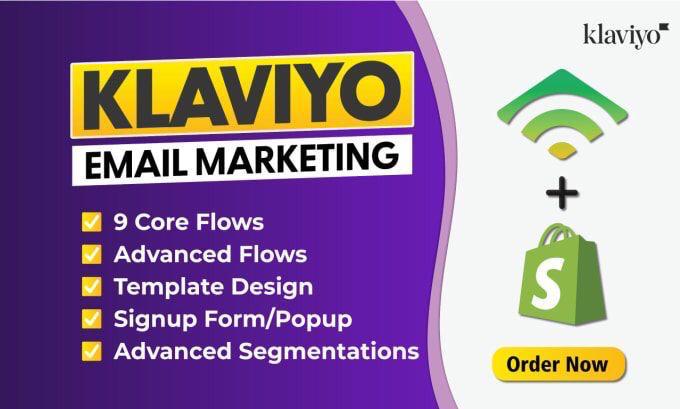 KLAVIYO
EMAIL MARKETING
9 Core Flows
Advanced Flows
Template Design
Signup Form/Popup
Advanced Segmentations
klaviyo
+
S
Order Now